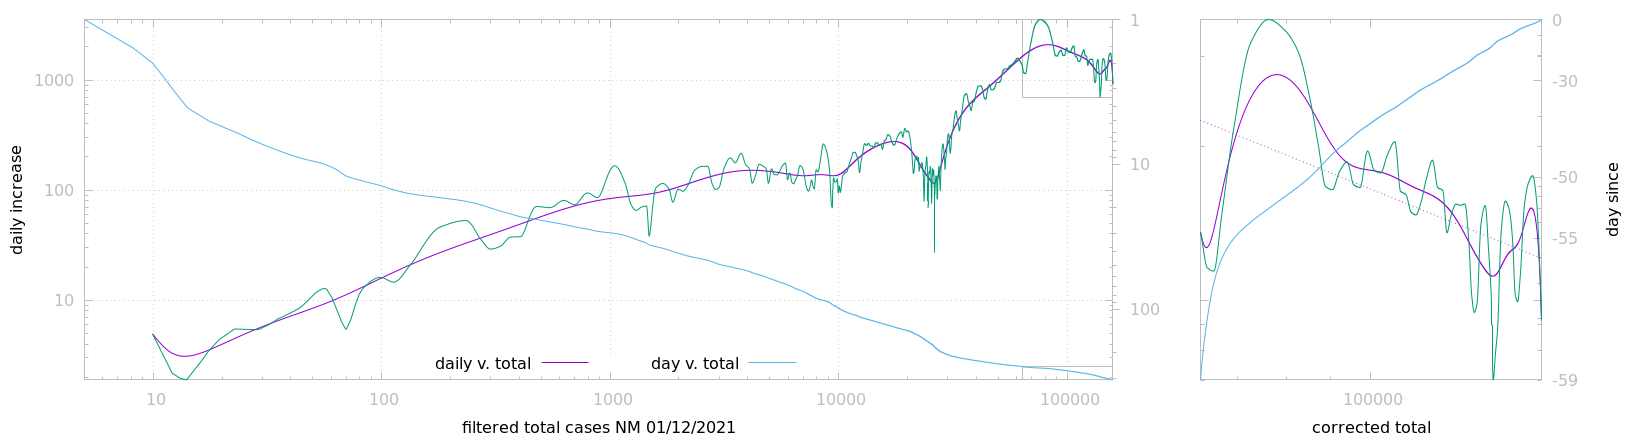 daily increase
1000
100
10
10
100
1000
10000
100000
1
10
100
daily v. total
day v. total
filtered total cases NM 01/12/2021
0
-30
-50
-55
-59
day since
100000
corrected total